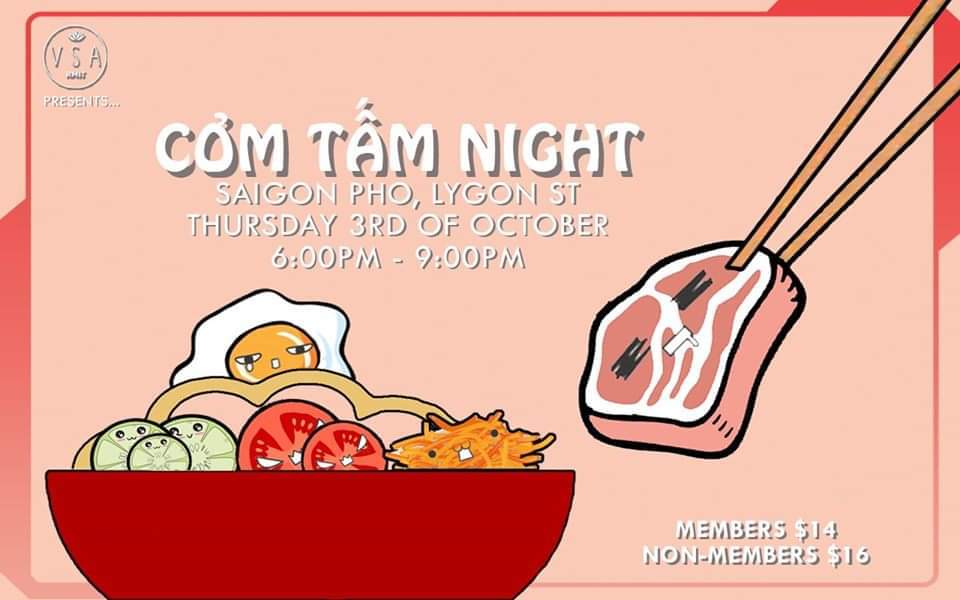 VSA
RMIT
PRESENTS...
CƠM TẤM NIGHT
SAIGON PHO, LYGON ST
THURSDAY 3RD OF OCTOBER
6:00PM - 9:00PM
MEMBERS $14
NON-MEMBERS $16